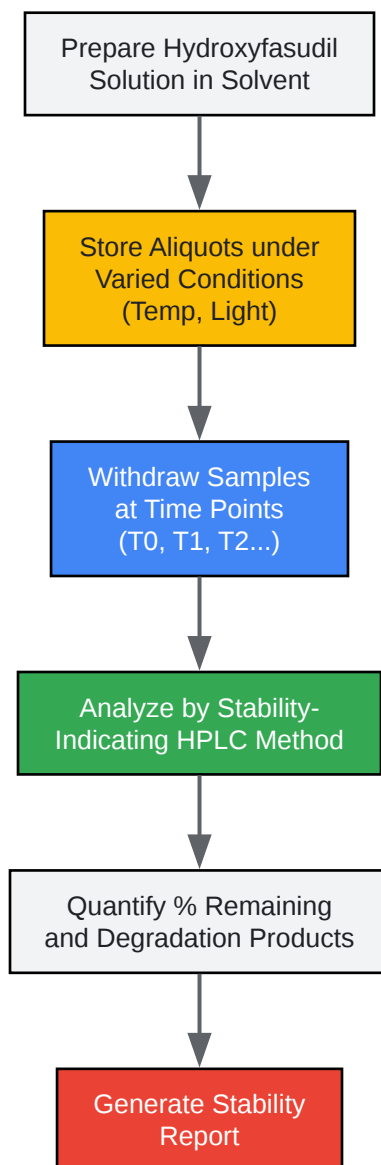 Prepare Hydroxyfasudil
Solution in Solvent
Store Aliquots under
Varied Conditions
(Temp, Light)
Withdraw Samples
at Time Points
(T0, T1, T2...)
Analyze by Stability-
Indicating HPLC Method
Quantify % Remaining
and Degradation Products
Generate Stability
Report